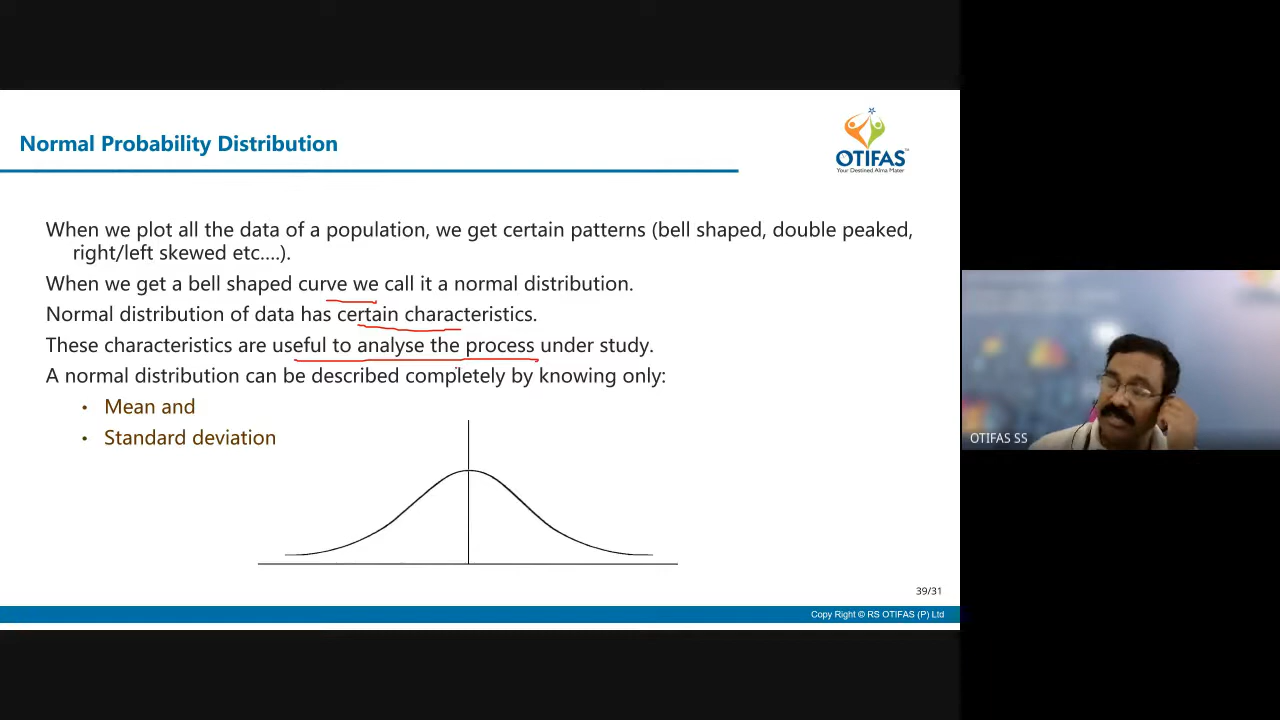 Normal Probability Distribution
OTIFAS
Your Destined Alma Mater
When we plot all the data of a population, we get certain patterns (bell shaped, double peaked,
right/left skewed etc....).
When we get a bell shaped curve we call it a normal distribution.
Normal distribution of data has certain characteristics.
These characteristics are useful to analyse the process under study.
A normal distribution can be described completely by knowing only:
• Mean and
• Standard deviation
OTIFAS SS
39/31
Copy Right © RS OTIFAS (P) Ltd